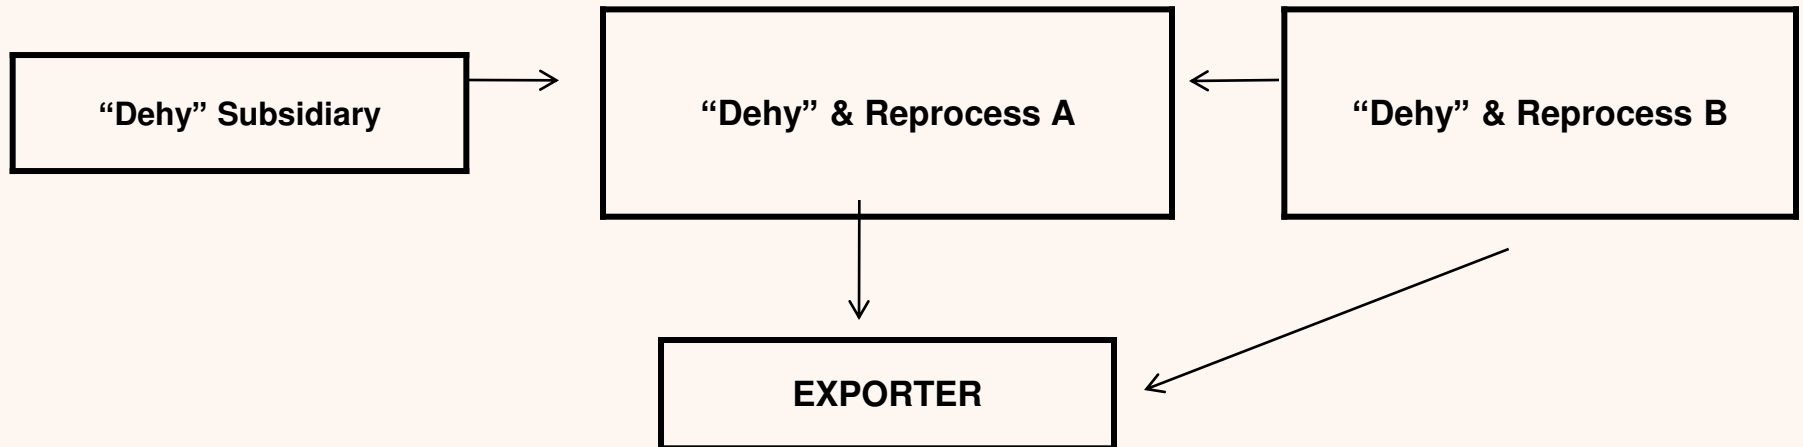 “Dehy” Subsidiary
“Dehy” & Reprocess A
“Dehy” & Reprocess B
EXPORTER